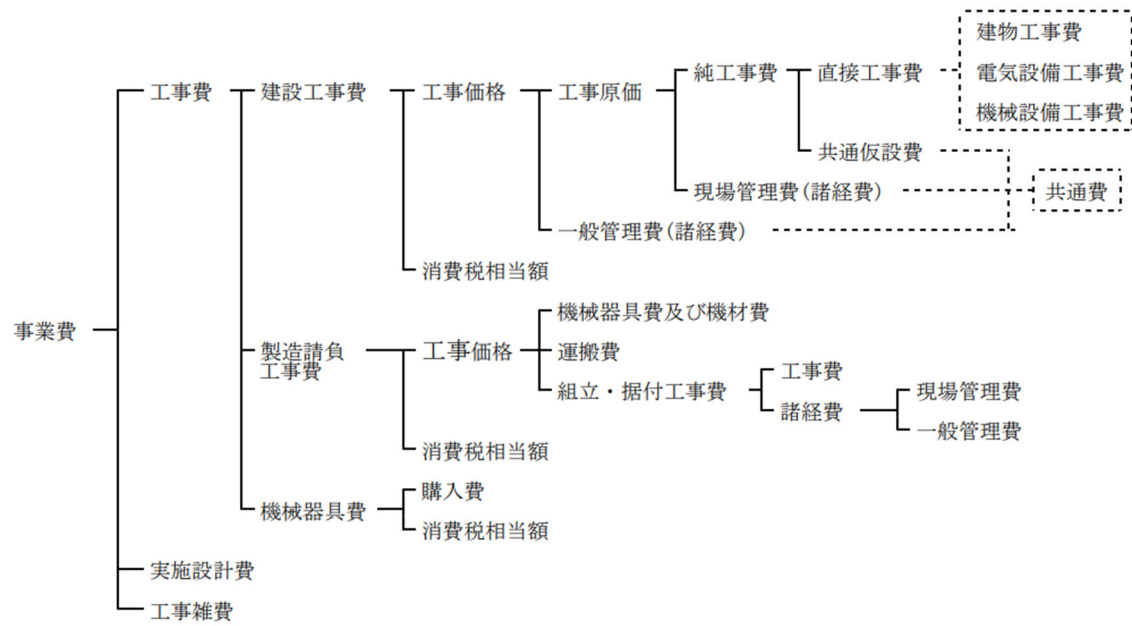 建物工事費
工事費
建設工事費
工事価格
工事原価
純工事費
直接工事費
電気設備工事費
機械設備工事費
共通仮設費
現場管理費(諸経費)
共通費
一般管理費(諸経費)
消費税相当額
事業費
製造請負
工事費
工事価格
機械器具費及び機材費
運搬費
組立・据付工事費
工事費
諸経費
現場管理費
一般管理費
消費税相当額
機械器具費
購入費
消費税相当額
実施設計費
工事雑費